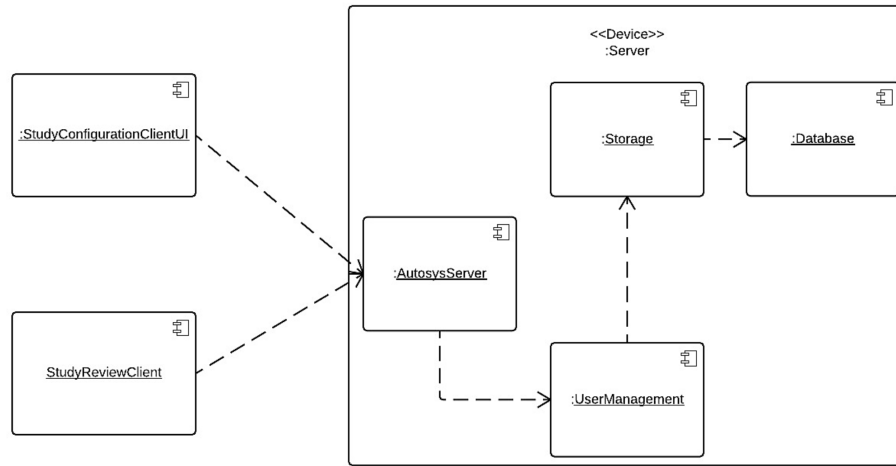 <<Device>>
:Server
:StudyConfigurationClientUI
:Storage
:Database
:AutosysServer
StudyReviewClient
:UserManagement